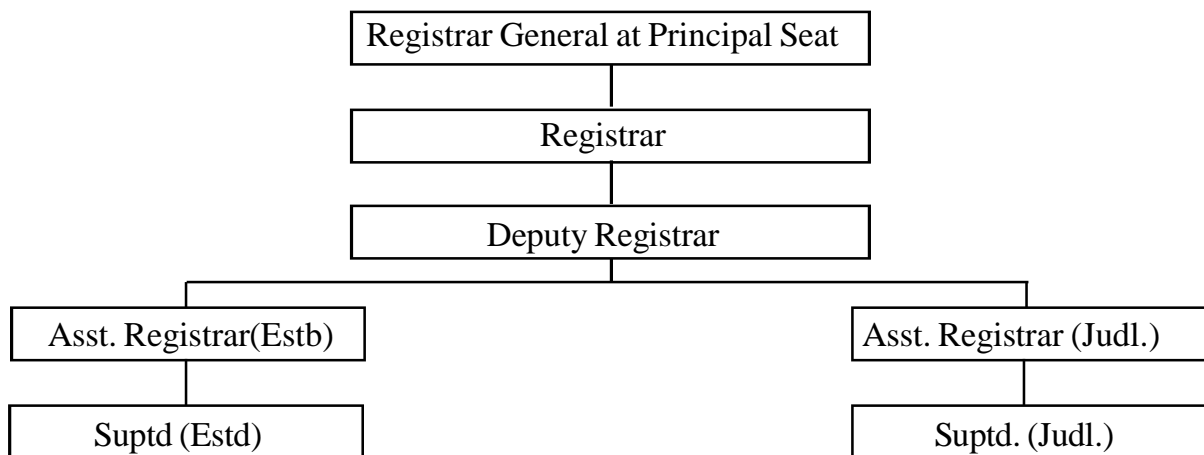 Registrar General at Principal Seat
Registrar
Deputy Registrar
Asst. Registrar(Estb)
Asst. Registrar (Judl.)
Suptd (Estd)
Suptd. (Judl.)